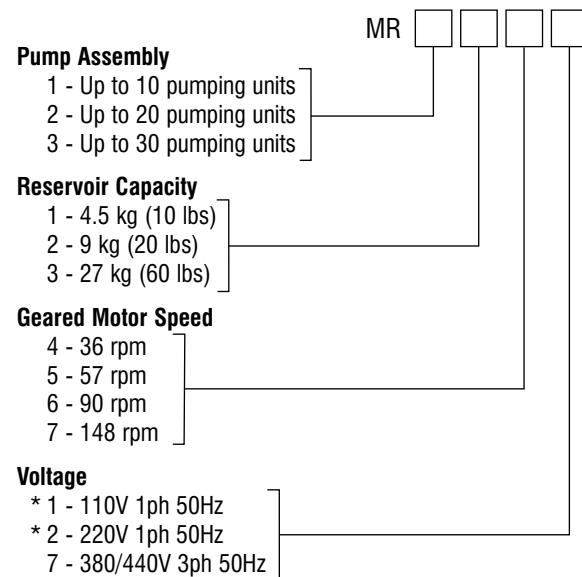 MR
Pump Assembly
1 - Up to 10 pumping units
2 - Up to 20 pumping units
3 - Up to 30 pumping units
Reservoir Capacity
1 - 4.5 kg (10 lbs)
2 - 9 kg (20 lbs)
3 - 27 kg (60 lbs)
Geared Motor Speed
4 - 36 rpm
5 - 57 rpm
6 - 90 rpm
7 - 148 rpm
Voltage
* 1 - 110V 1ph 50Hz
* 2 - 220V 1ph 50Hz
7 - 380/440V 3ph 50Hz